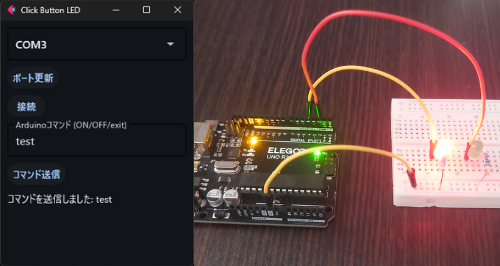 Click Button LED
COM3
ポート更新
接続
Arduinoコマンド (ON/OFF/exit)
test
コマンド送信
コマンドを送信しました: test
ELEGOO
UNO R3